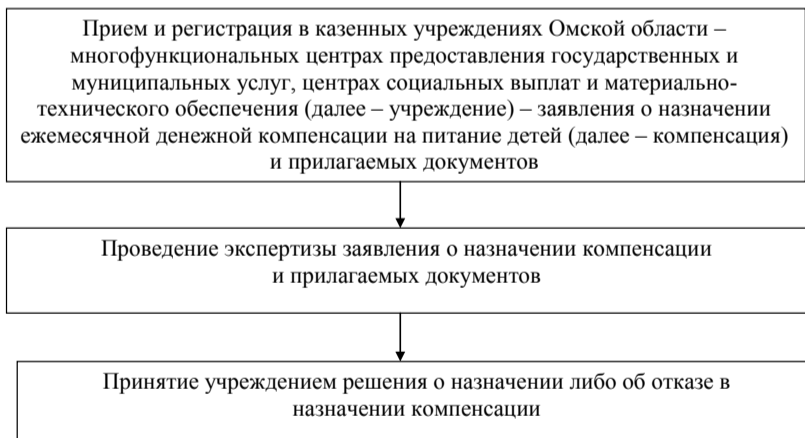 Прием и регистрация в казенных учреждениях Омской области –
многофункциональных центрах предоставления государственных и
муниципальных услуг, центрах социальных выплат и материально-
технического обеспечения (далее – учреждение) – заявления о назначении
ежемесячной денежной компенсации на питание детей (далее – компенсация)
и прилагаемых документов
Проведение экспертизы заявления о назначении компенсации
и прилагаемых документов
Принятие учреждением решения о назначении либо об отказе в
назначении компенсации